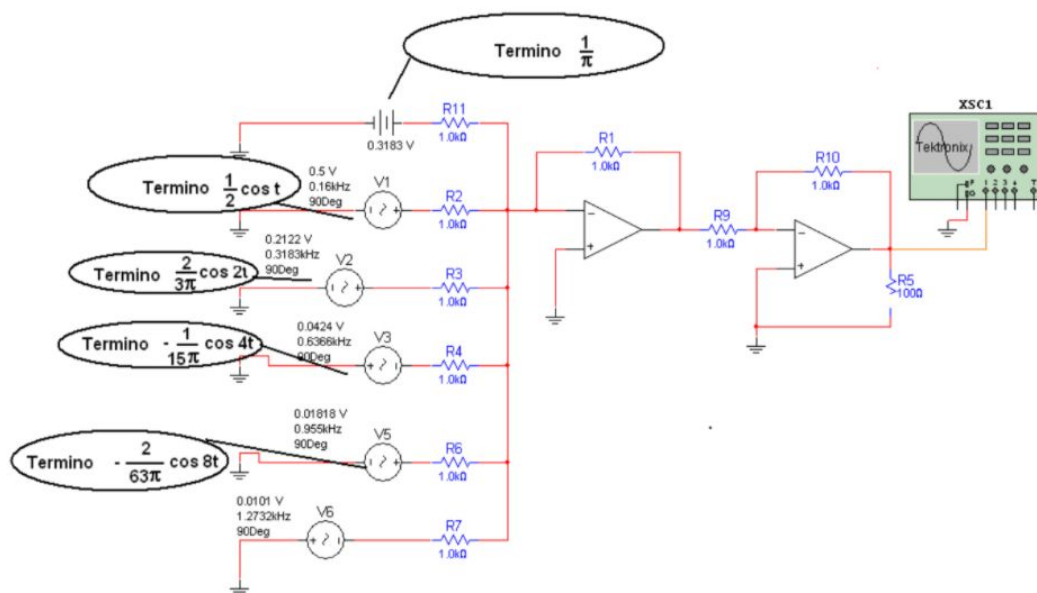 Termino 1/π
XSC1
Tektronix
R11
1.0kΩ
0.3183 V
R1
1.0kΩ
R10
1.0kΩ
Termino 1/2 cos t
0.5 V
0.16kHz
90Deg
V1
R2
1.0kΩ
R9
1.0kΩ
Termino 2/3π cos 2t
0.2122 V
0.3183kHz
90Deg
V2
R3
1.0kΩ
R5
100Ω
Termino - 1/15π cos 4t
0.0424 V
0.6366kHz
90Deg
V3
R4
1.0kΩ
Termino - 2/63π cos 8t
0.01818 V
0.955kHz
90Deg
V5
R6
1.0kΩ
0.0101 V
1.2732kHz
90Deg
V6
R7
1.0kΩ